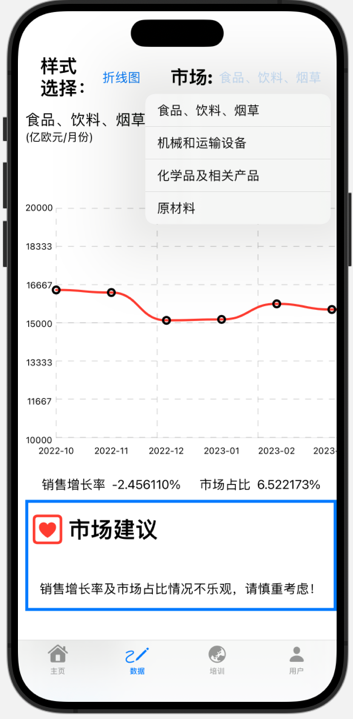 样式
选择：
折线图
市场:
食品、饮料、烟草
食品、饮料、烟草
(亿欧元/月份)
食品、饮料、烟草
机械和运输设备
化学品及相关产品
原材料
20000
18333
16667
15000
13333
11667
10000
2022-10
2022-11
2022-12
2023-01
2023-02
2023-
销售增长率 -2.456110%
市场占比 6.522173%
市场建议
销售增长率及市场占比情况不乐观，请慎重考虑！
主页
数据
培训
用户